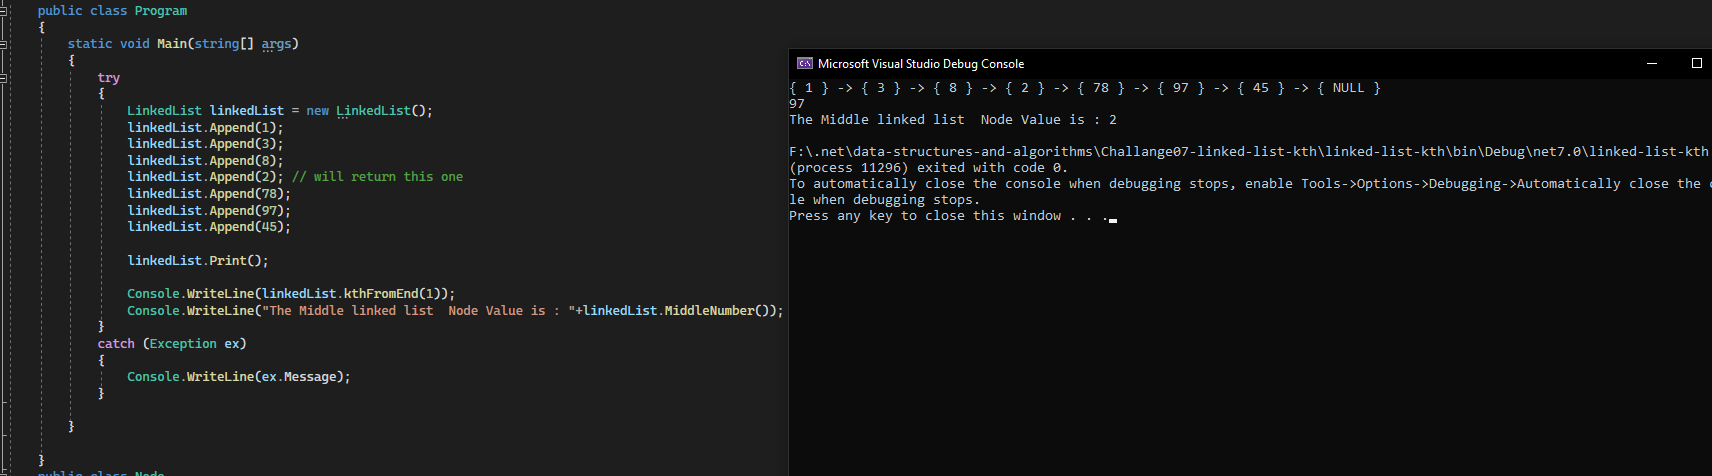 public class Program
{
static void Main(string[] args)
{
try
{
LinkedList linkedList = new LinkedList();
linkedList.Append(1);
linkedList.Append(3);
linkedList.Append(8);
linkedList.Append(2); // will return this one
linkedList.Append(78);
linkedList.Append(97);
linkedList.Append(45);
linkedList.Print();
Console.WriteLine(linkedList.kthFromEnd(1));
Console.WriteLine("The Middle linked list  Node Value is : "+linkedList.MiddleNumber());
}
catch (Exception ex)
{
Console.WriteLine(ex.Message);
}
}
}
public class Node
Microsoft Visual Studio Debug Console
{ 1 } -> { 3 } -> { 8 } -> { 2 } -> { 78 } -> { 97 } -> { 45 } -> { NULL }
97
The Middle linked list  Node Value is : 2
F:\.net\data-structures-and-algorithms\Challange07-linked-list-kth\linked-list-kth\bin\Debug\net7.0\linked-list-kth
(process 11296) exited with code 0.
To automatically close the console when debugging stops, enable Tools->Options->Debugging->Automatically close the
le when debugging stops.
Press any key to close this window . . .